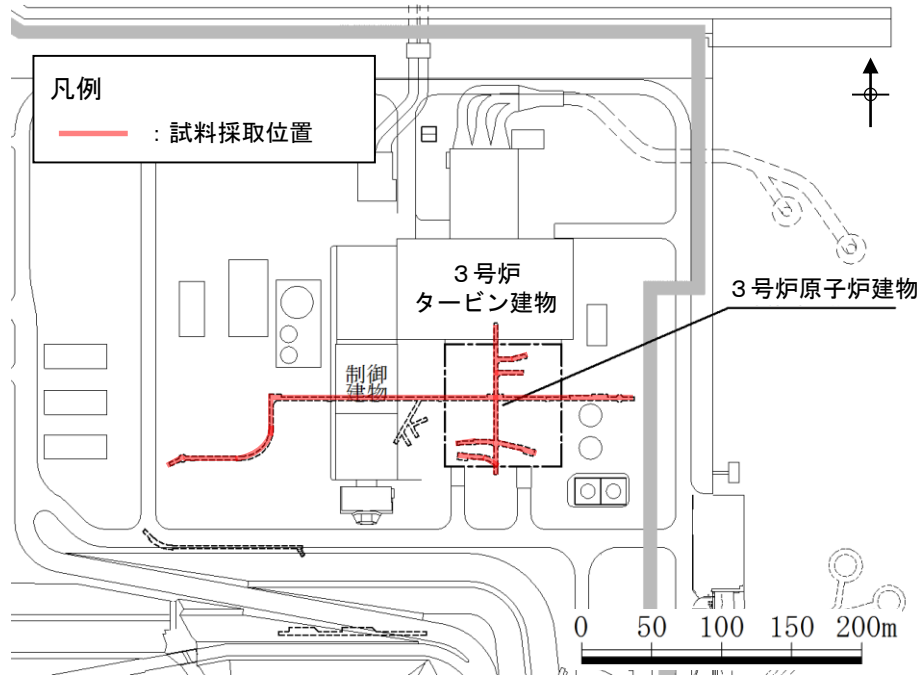 凡例
：試料採取位置
３号炉
タービン建物
３号炉原子炉建物
制御
建物
0 50 100 150 200m